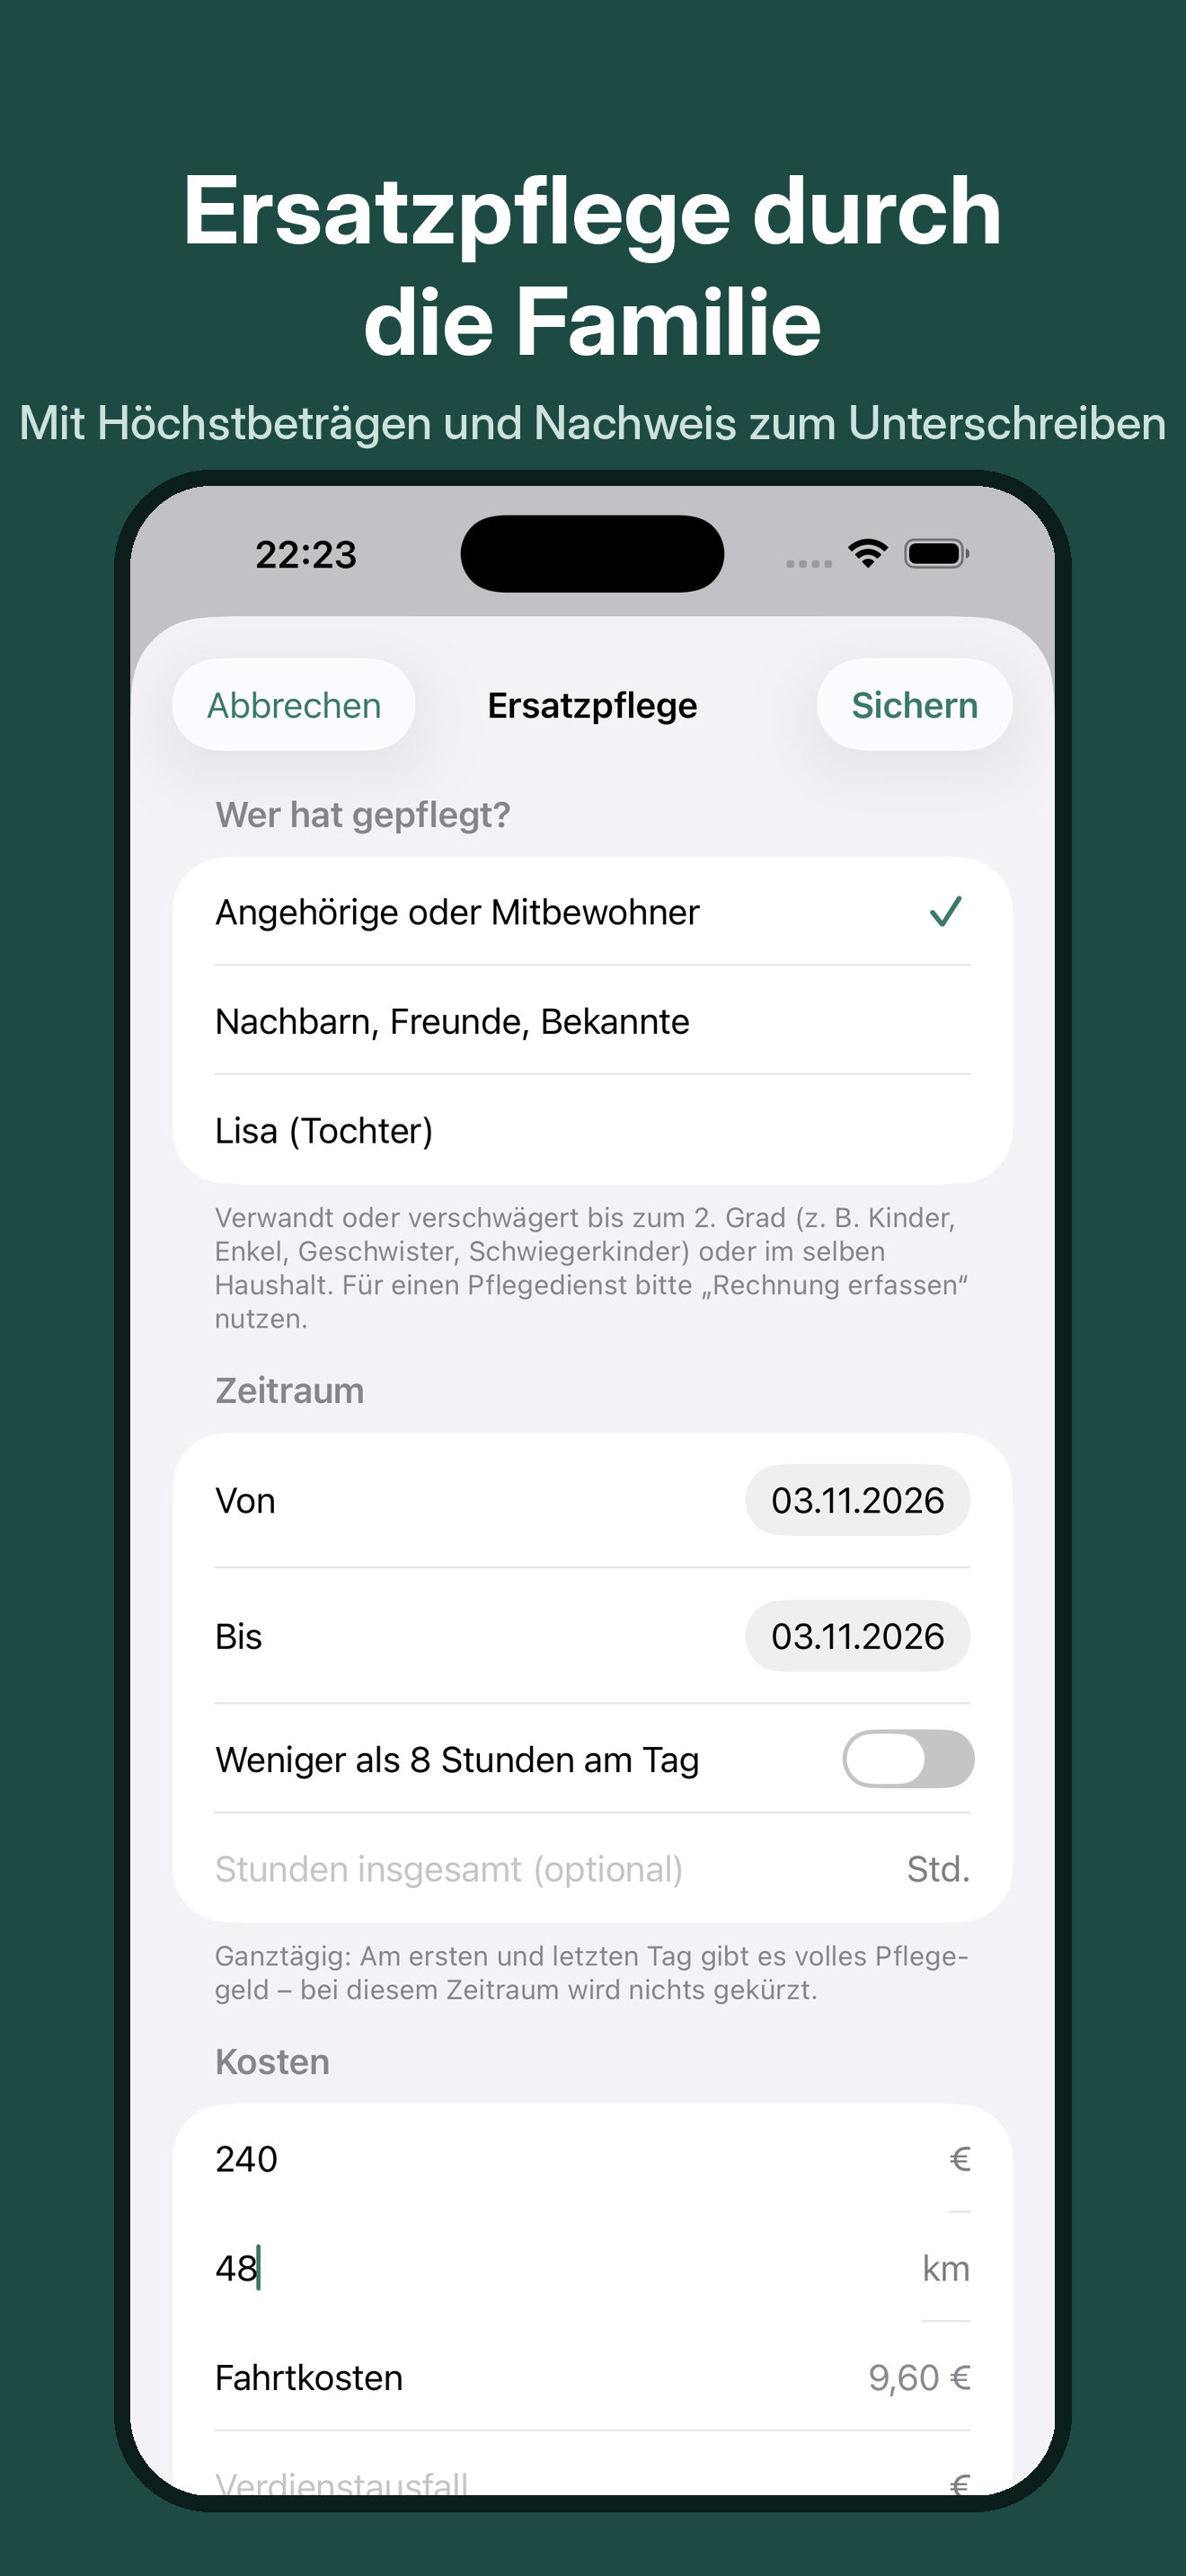 Ersatzpflege durch
die Familie
Mit Höchstbeträgen und Nachweis zum Unterschreiben
22:23
Abbrechen Ersatzpflege Sichern
Wer hat gepflegt?
Angehörige oder Mitbewohner
Nachbarn, Freunde, Bekannte
Lisa (Tochter)
Verwandt oder verschwägert bis zum 2. Grad (z. B. Kinder,
Enkel, Geschwister, Schwiegerkinder) oder im selben
Haushalt. Für einen Pflegedienst bitte „Rechnung erfassen“
nutzen.
Zeitraum
Von 03.11.2026
Bis 03.11.2026
Weniger als 8 Stunden am Tag
Stunden insgesamt (optional) Std.
Ganztägig: Am ersten und letzten Tag gibt es volles Pflege-
geld – bei diesem Zeitraum wird nichts gekürzt.
Kosten
240 €
48 km
Fahrtkosten 9,60 €
Verdienstausfall €